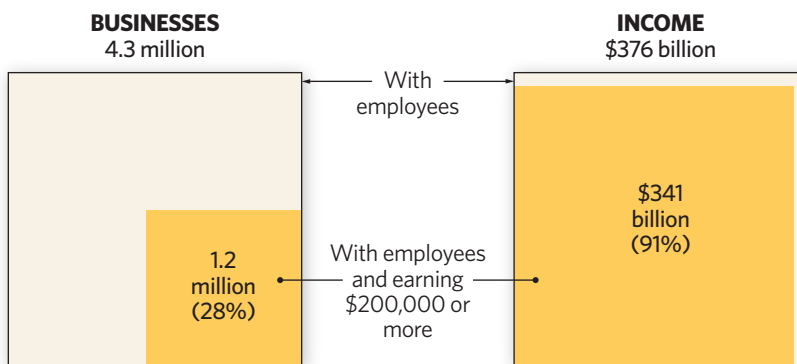 BUSINESSES
4.3 million
INCOME
$376 billion
With
employees
$341
billion
(91%)
1.2
million
(28%)
With employees
and earning
$200,000 or
more